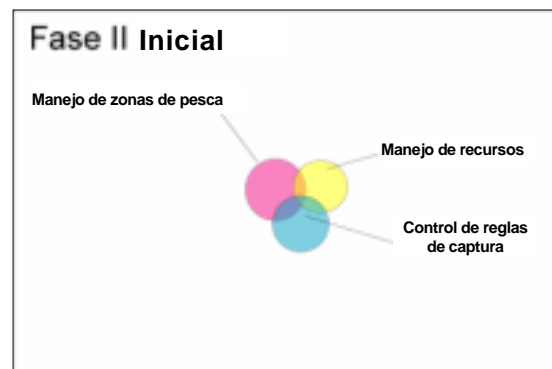 Fase II Inicial
Manejo de zonas de pesca
Manejo de recursos
Control de reglas
de captura